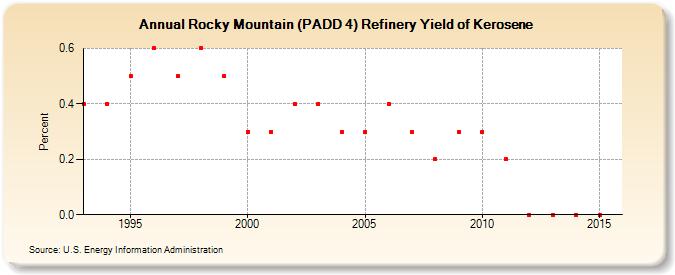 Annual Rocky Mountain (PADD 4) Refinery Yield of Kerosene
Percent
0.6
0.4
0.2
0.0
1995 2000 2005 2010 2015
Source: U.S. Energy Information Administration